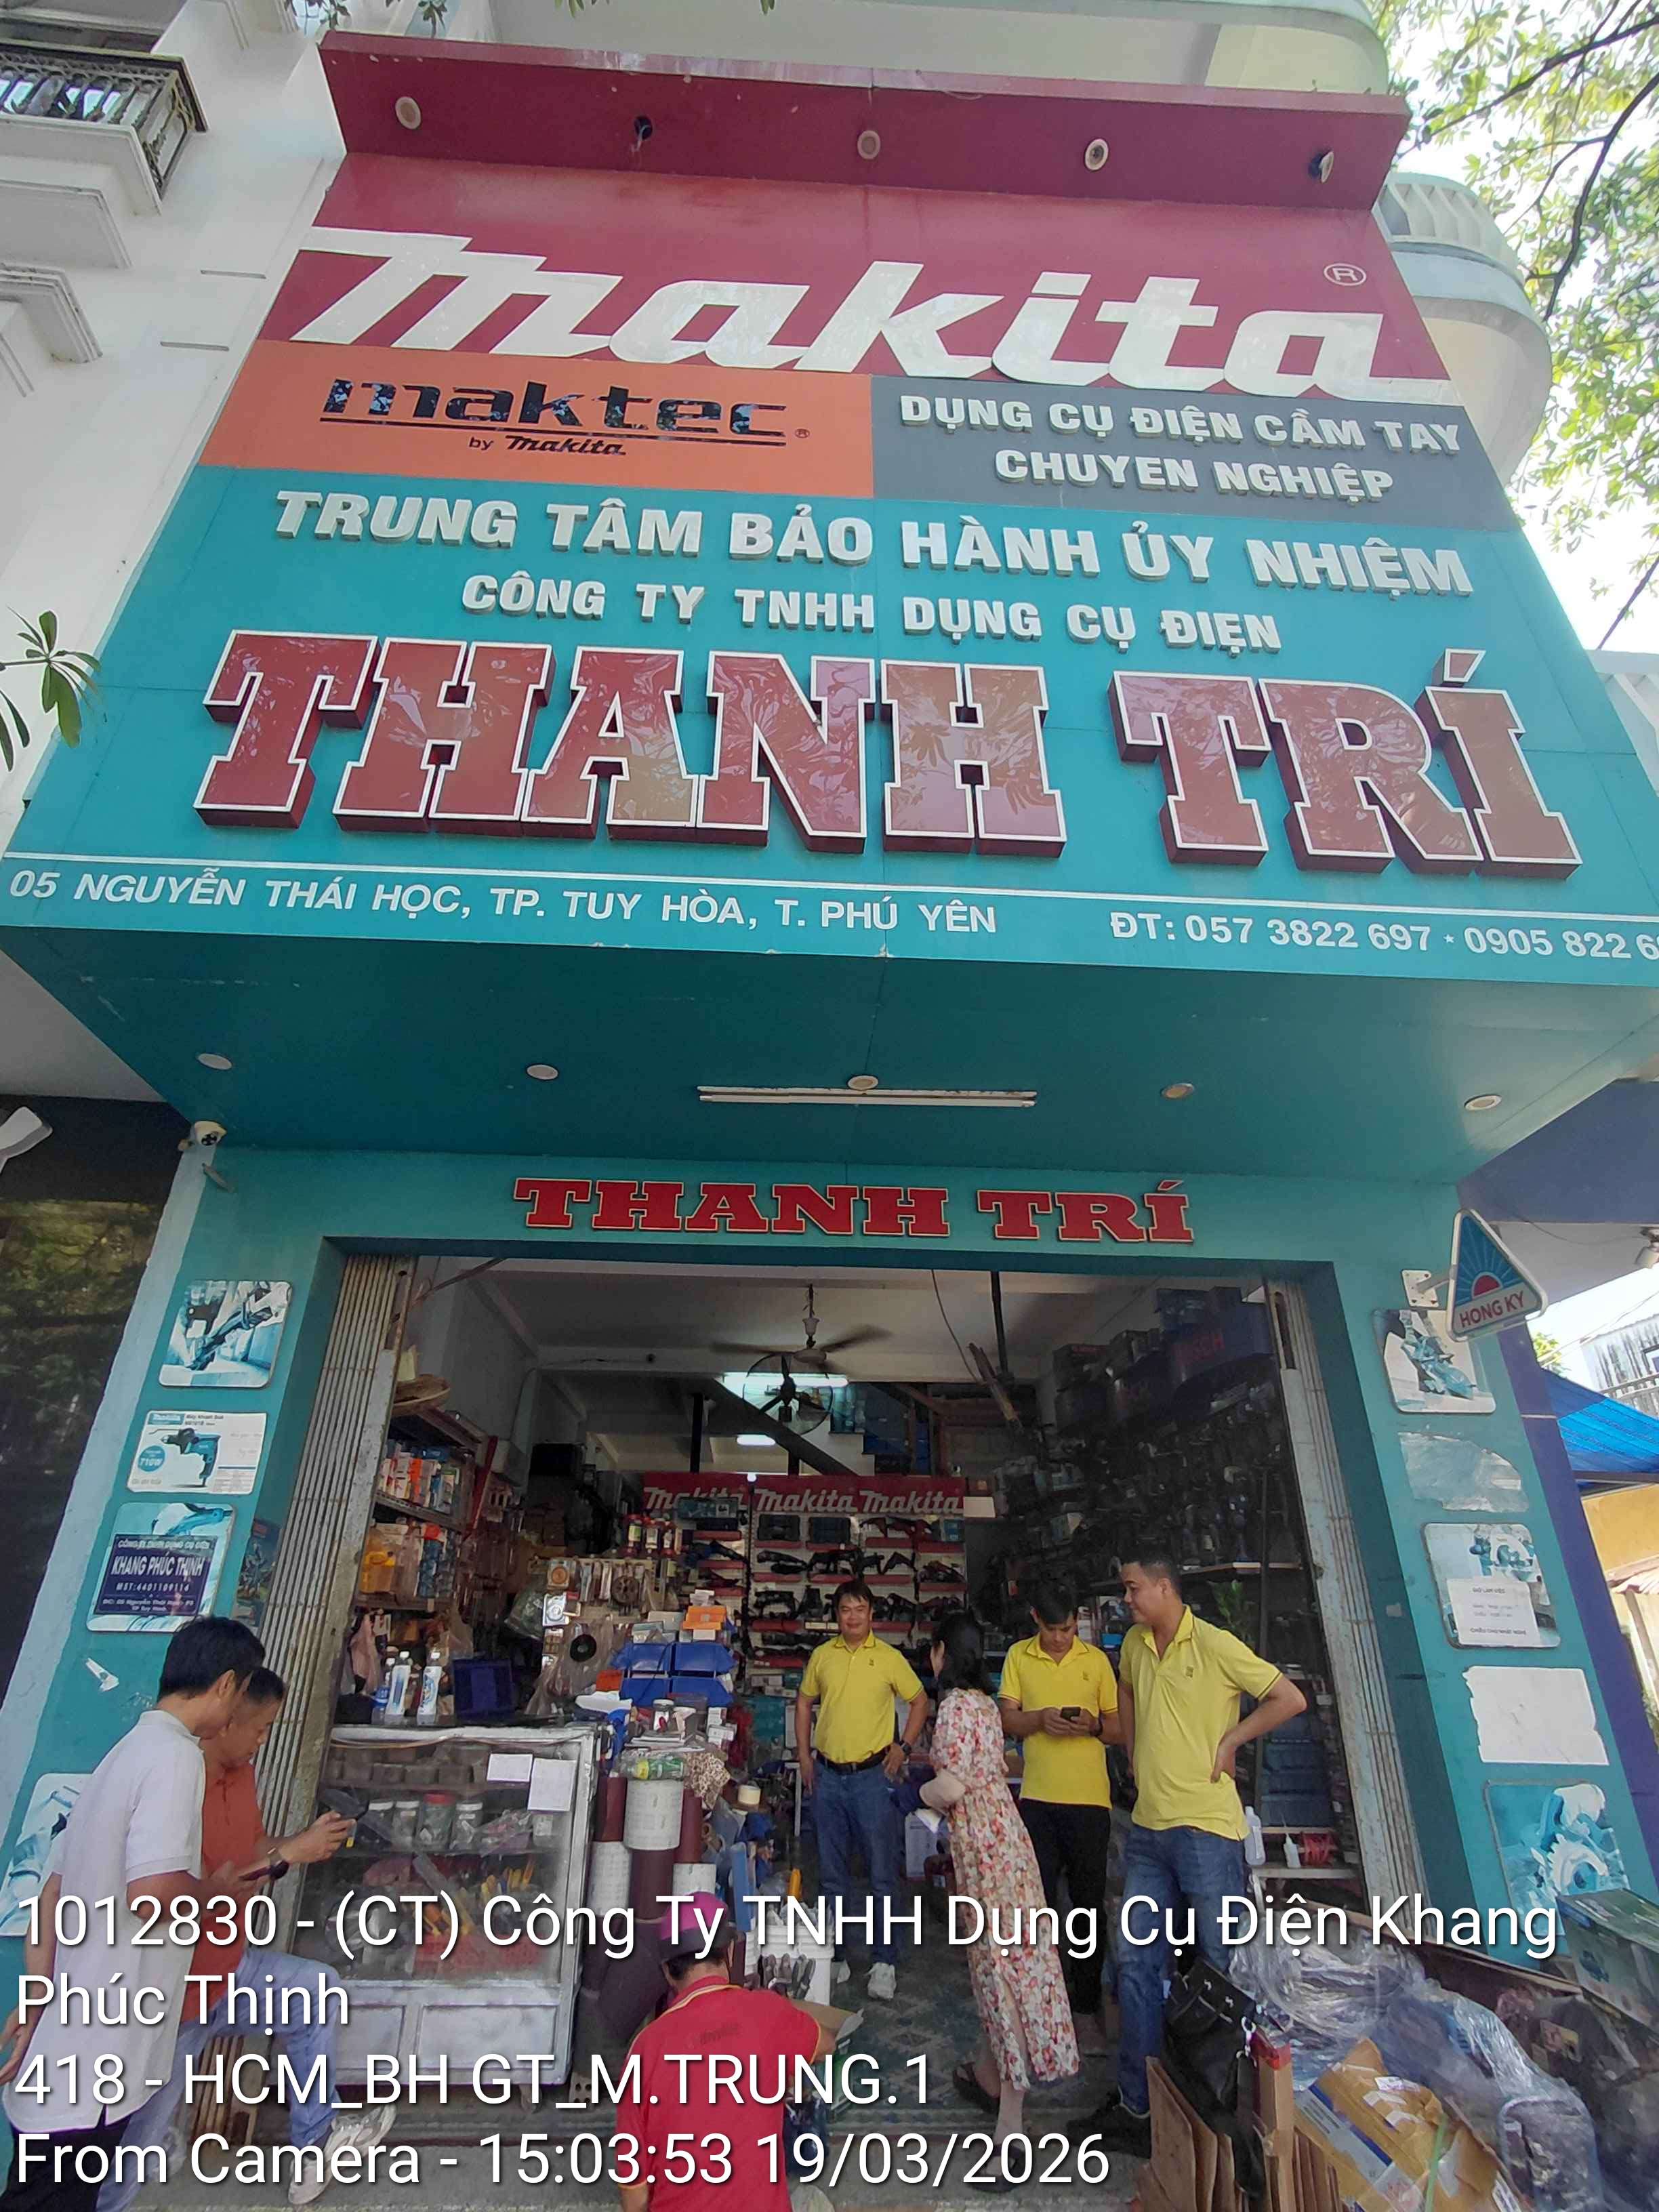 makita®
maktec®
by makita
DỤNG CỤ ĐIỆN CẦM TAY
CHUYEN NGHIỆP
TRUNG TÂM BẢO HÀNH ỦY NHIỆM
CÔNG TY TNHH DỤNG CỤ ĐIỆN
THANH TRÍ
05 NGUYỄN THÁI HỌC, TP. TUY HÒA, T. PHÚ YÊN
ĐT: 057 3822 697 * 0905 822 6
THANH TRÍ
HONG KY
makita makita makita
KHANG PHÚC THỊNH
MST: 4401109114
1012830 - (CT) Công Ty TNHH Dụng Cụ Điện Khang
Phúc Thịnh
418 - HCM_BH GT_M.TRUNG.1
From Camera - 15:03:53 19/03/2026